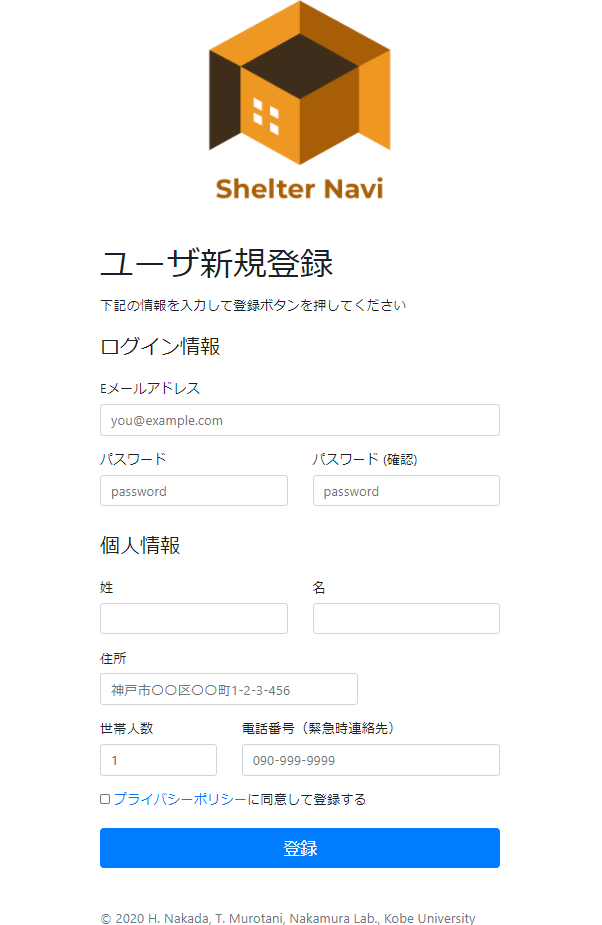 Shelter Navi
ユーザ新規登録
下記の情報を入力して登録ボタンを押してください
ログイン情報
Eメールアドレス
you@example.com
パスワード
パスワード (確認)
password
password
個人情報
姓
名
住所
神戸市〇〇区〇〇町1-2-3-456
世帯人数
電話番号（緊急時連絡先）
1
090-999-9999
プライバシーポリシーに同意して登録する
登録
© 2020 H. Nakada, T. Murotani, Nakamura Lab., Kobe University